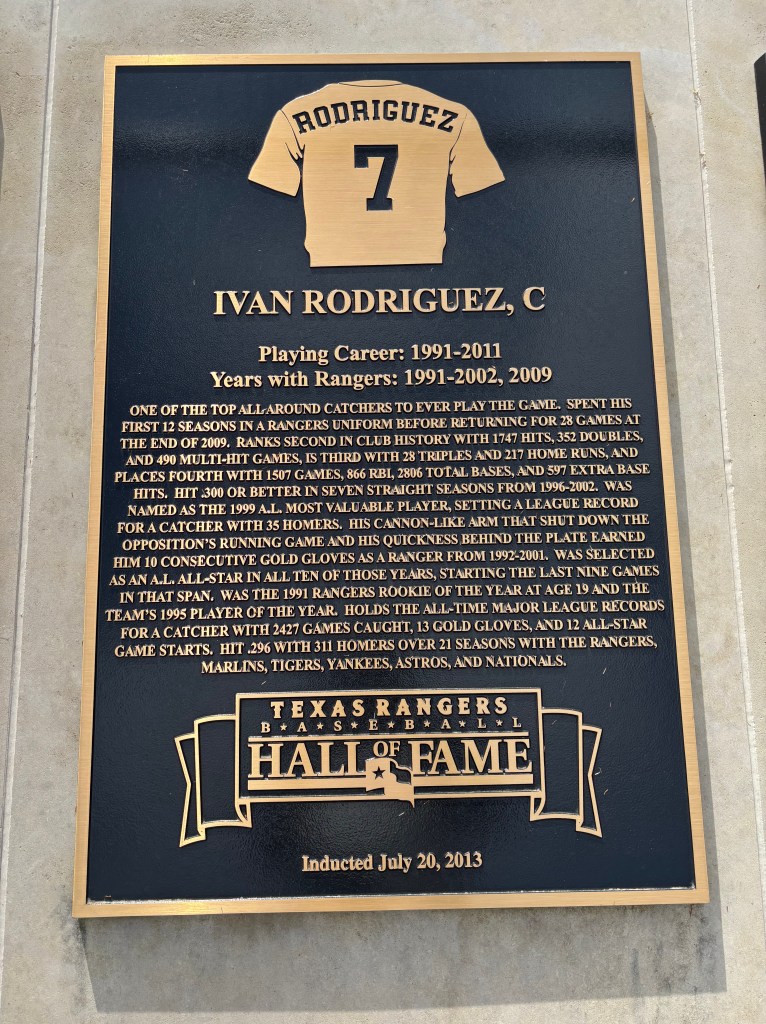 RODRIGUEZ
7
IVAN RODRIGUEZ, C
Playing Career: 1991-2011
Years with Rangers: 1991-2002, 2009
ONE OF THE TOP ALL-AROUND CATCHERS TO EVER PLAY THE GAME. SPENT HIS
FIRST 12 SEASONS IN A RANGERS UNIFORM BEFORE RETURNING FOR 28 GAMES AT
THE END OF 2009. RANKS SECOND IN CLUB HISTORY WITH 1747 HITS, 352 DOUBLES,
AND 490 MULTI-HIT GAMES, IS THIRD WITH 28 TRIPLES AND 217 HOME RUNS, AND
PLACES FOURTH WITH 1507 GAMES, 866 RBI, 2806 TOTAL BASES, AND 597 EXTRA BASE
HITS. HIT .300 OR BETTER IN SEVEN STRAIGHT SEASONS FROM 1996-2002. WAS
NAMED AS THE 1999 A.L. MOST VALUABLE PLAYER, SETTING A LEAGUE RECORD
FOR A CATCHER WITH 35 HOMERS. HIS CANNON-LIKE ARM THAT SHUT DOWN THE
OPPOSITION'S RUNNING GAME AND HIS QUICKNESS BEHIND THE PLATE EARNED
HIM 10 CONSECUTIVE GOLD GLOVES AS A RANGER FROM 1992-2001. WAS SELECTED
AS AN A.L. ALL-STAR IN ALL TEN OF THOSE YEARS, STARTING THE LAST NINE GAMES
IN THAT SPAN. WAS THE 1991 RANGERS ROOKIE OF THE YEAR AT AGE 19 AND THE
TEAM'S 1995 PLAYER OF THE YEAR. HOLDS THE ALL-TIME MAJOR LEAGUE RECORDS
FOR A CATCHER WITH 2427 GAMES CAUGHT, 13 GOLD GLOVES, AND 12 ALL-STAR
GAME STARTS. HIT .296 WITH 311 HOMERS OVER 21 SEASONS WITH THE RANGERS,
MARLINS, TIGERS, YANKEES, ASTROS, AND NATIONALS.
TEXAS RANGERS
B★A★S★E★B★A★L★L
HALL OF FAME
Inducted July 20, 2013